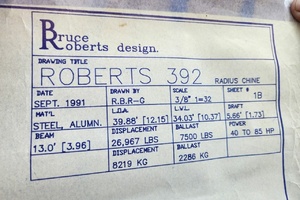 Bruce
Roberts design.
DRAWING TITLE
ROBERTS 392 RADIUS CHINE
DATE DRAWN BY SCALE SHEET # 1B
SEPT. 1991 R.B.R-G 3/8" 1=32
MAT'L L.O.A. L.W.L. DRAFT
STEEL, ALUMN. 39.88' [12.15] 34.03' [10.37] 5.66' [1.73]
BEAM DISPLACEMENT BALLAST POWER
13.0' [3.96] 26,967 LBS 7500 LBS 40 TO 85 HP
DISPLACEMENT BALLAST
8219 KG 2286 KG